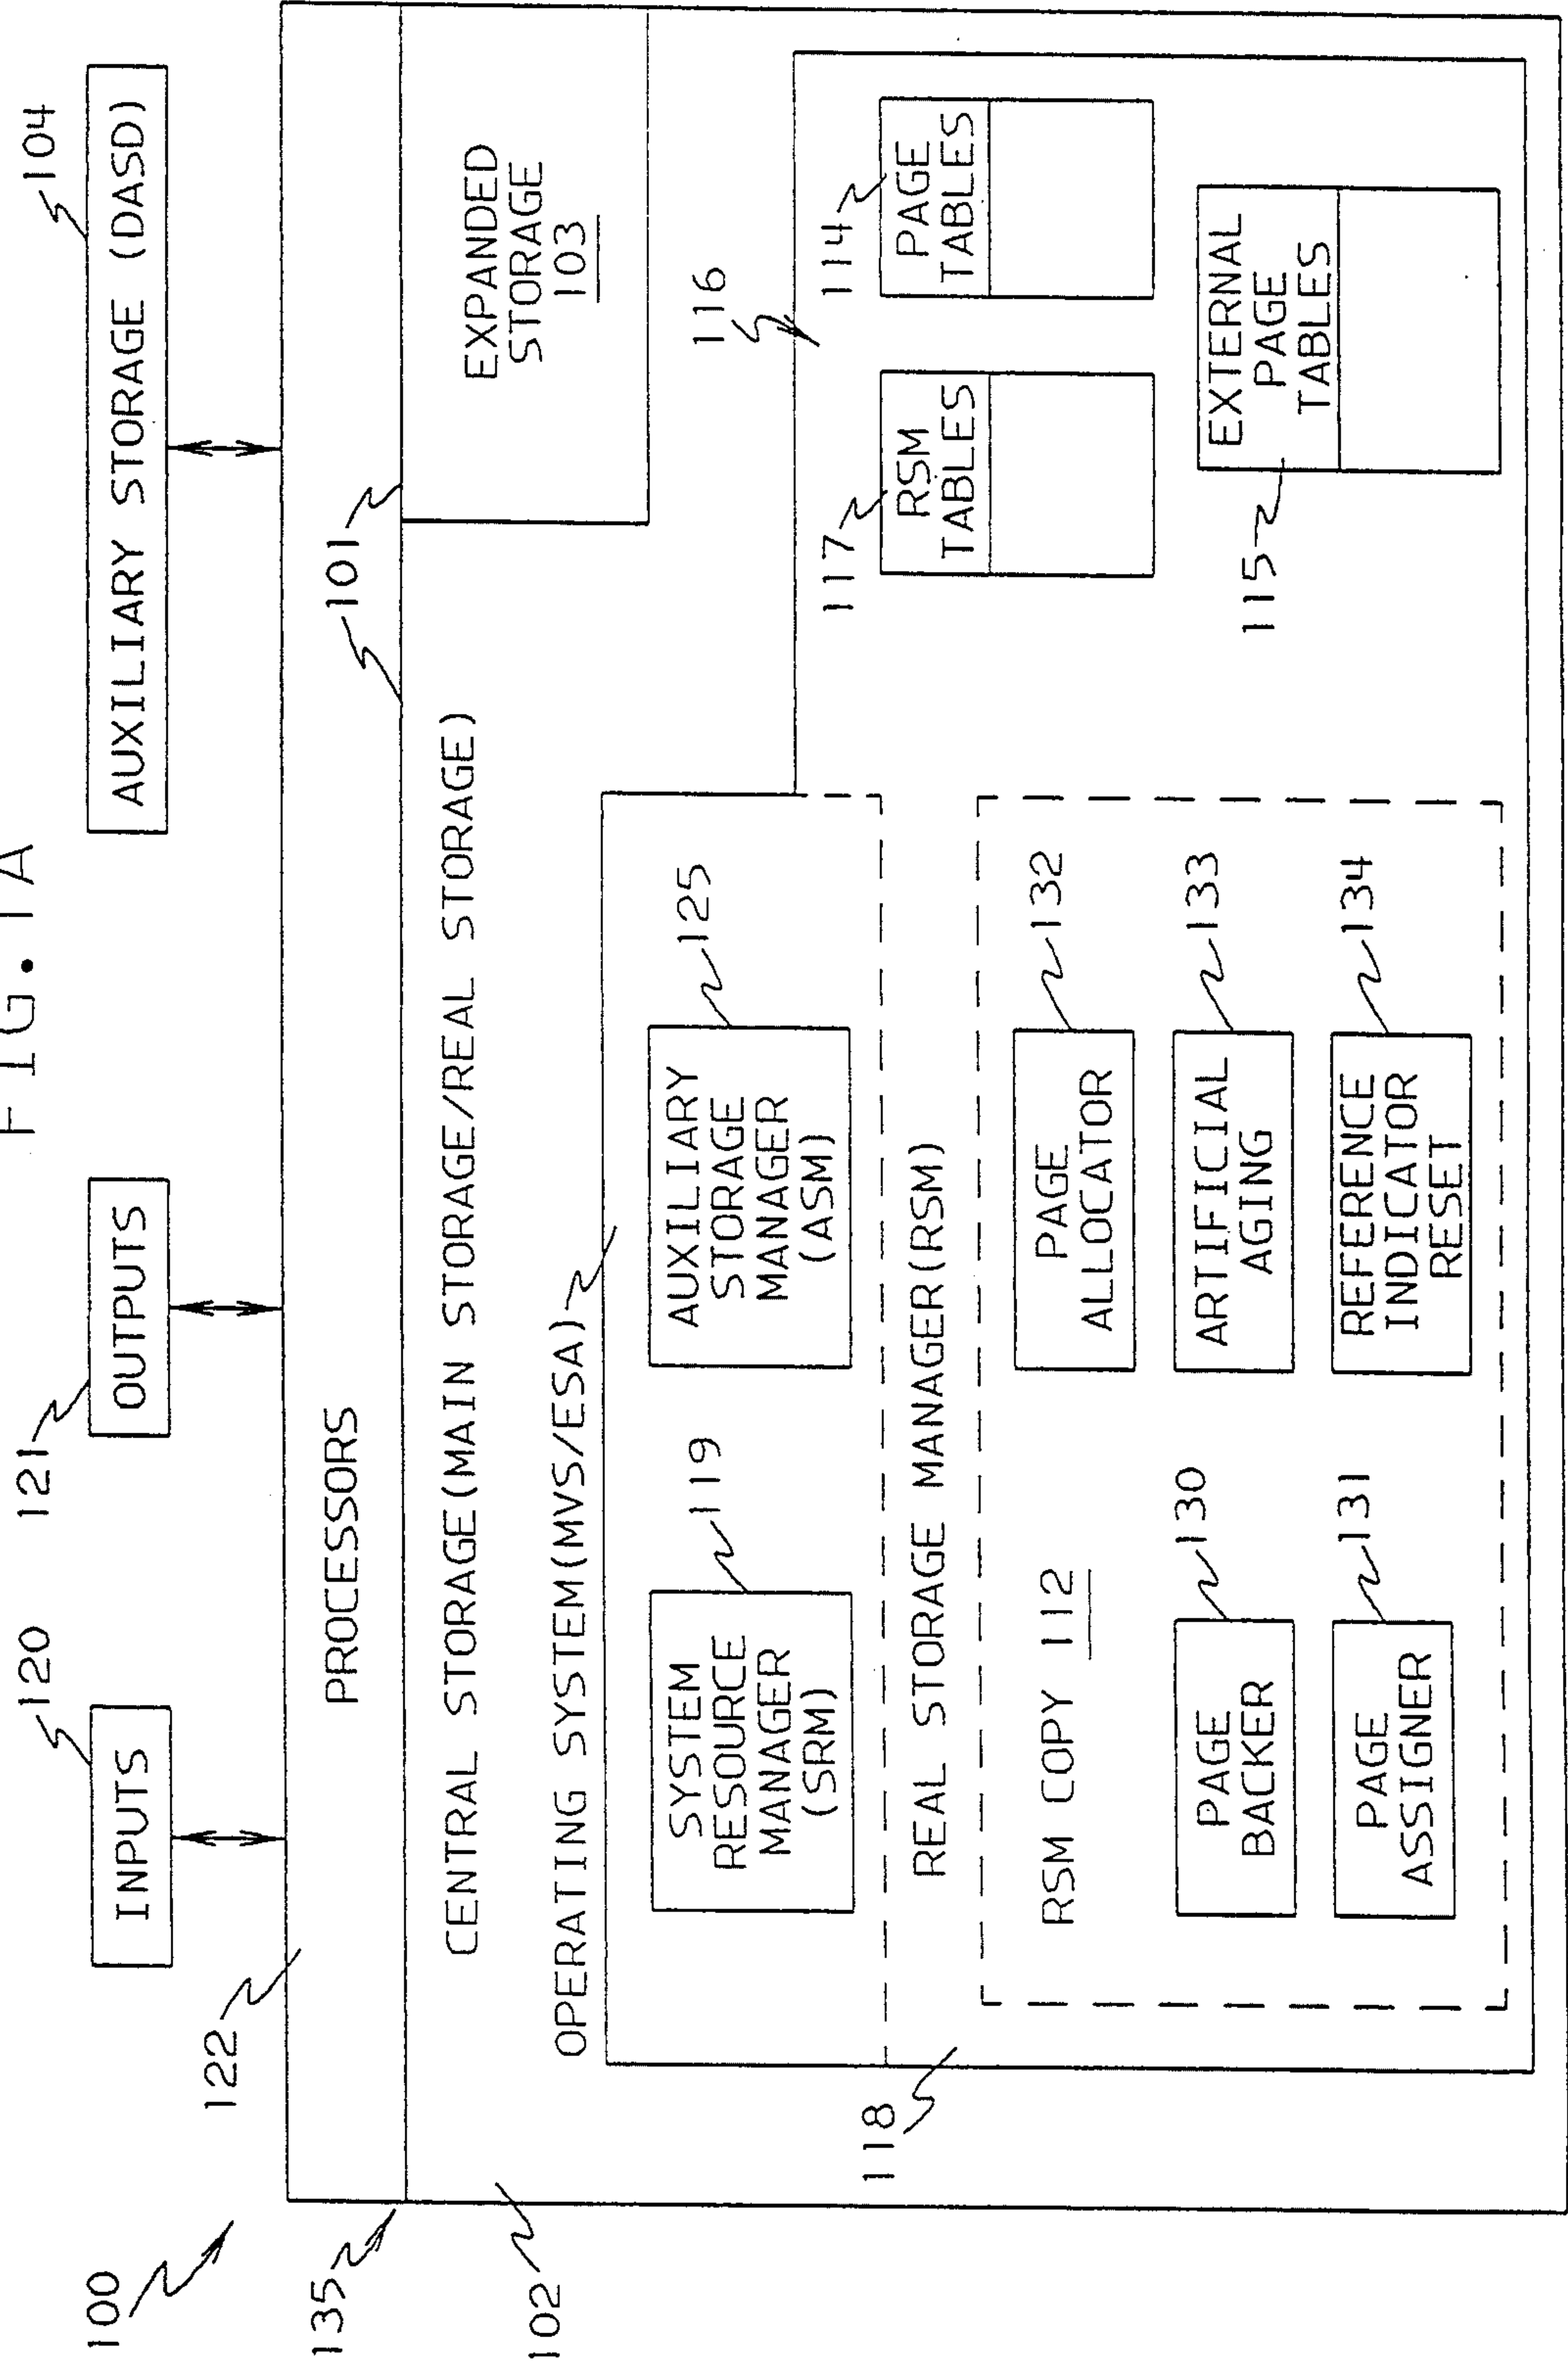 FIG. 1A
100
INPUTS
120
OUTPUTS
121
AUXILIARY STORAGE (DASD)
104
122
PROCESSORS
135
101
102
CENTRAL STORAGE(MAIN STORAGE/REAL STORAGE)
EXPANDED
STORAGE
103
OPERATING SYSTEM(MVS/ESA)
116
SYSTEM
RESOURCE
MANAGER
(SRM)
119
AUXILIARY
STORAGE
MANAGER
(ASM)
125
118
REAL STORAGE MANAGER(RSM)
RSM COPY 112
PAGE
BACKER
130
PAGE
ASSIGNER
131
PAGE
ALLOCATOR
132
ARTIFICIAL
AGING
133
REFERENCE
INDICATOR
RESET
134
117
RSM
TABLES
114
PAGE
TABLES
115
EXTERNAL
PAGE
TABLES